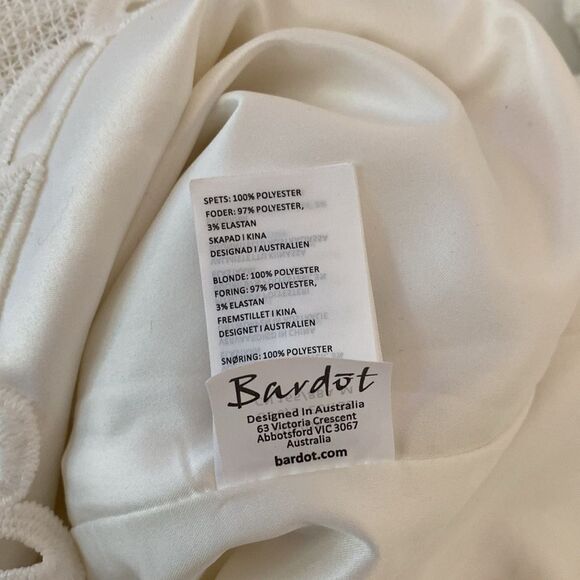 SPETS: 100% POLYESTER
FODER: 97% POLYESTER,
3% ELASTAN
SKAPAD I KINA
DESIGNAD I AUSTRALIEN
BLONDE: 100% POLYESTER
FORING: 97% POLYESTER,
3% ELASTAN
FREMSTILLET I KINA
DESIGNET I AUSTRALIEN
SNØRING: 100% POLYESTER
Bardōt
Designed In Australia
63 Victoria Crescent
Abbotsford VIC 3067
Australia
bardot.com